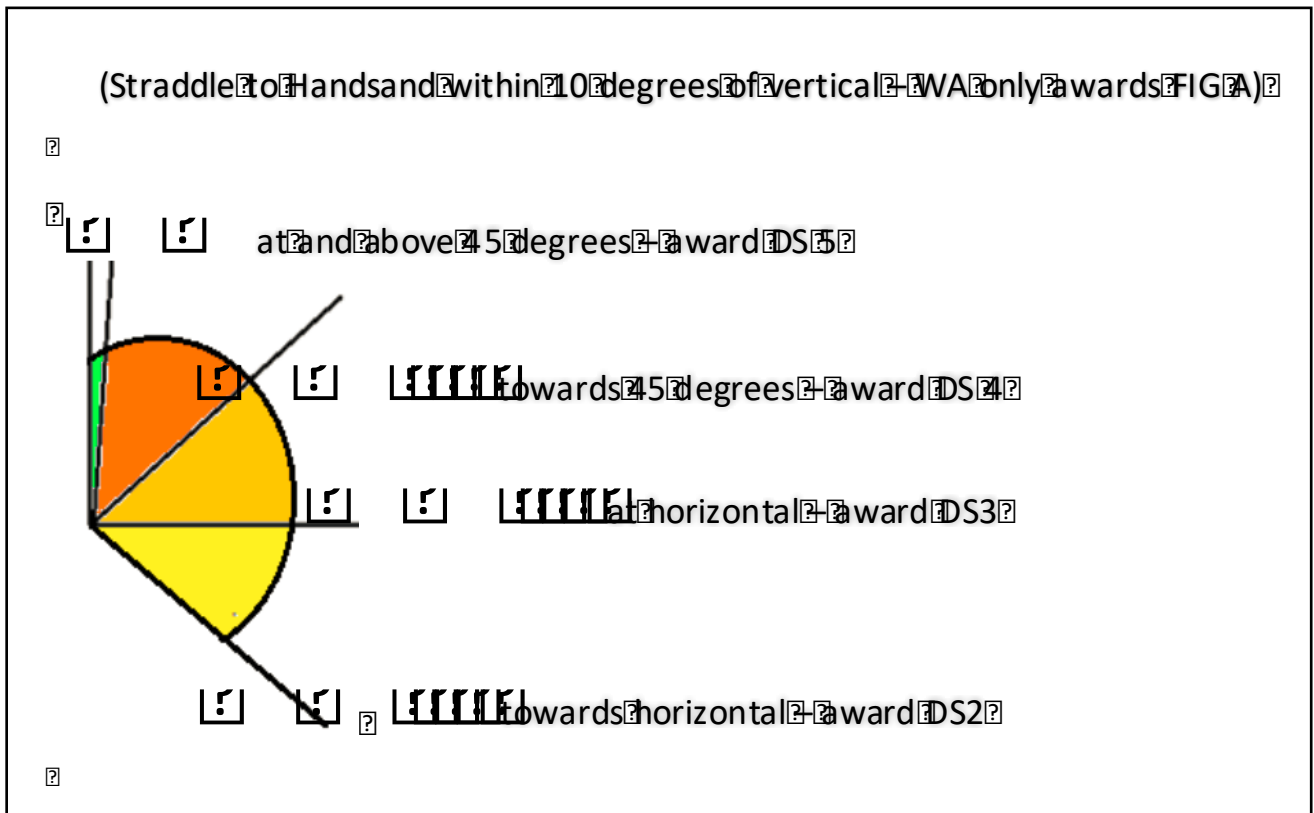 (Straddle to Handsand within 10 degrees of vertical – WA only awards FIG A)
at and above 45 degrees – award DS 5
towards 45 degrees – award DS 4
at horizontal – award DS3
towards horizontal – award DS2